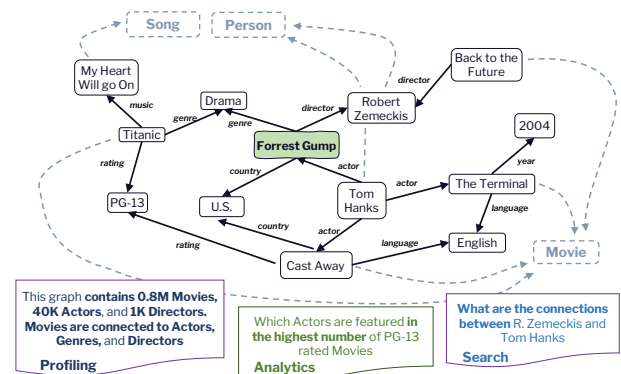 Song
Person
My Heart
Will go On
Back to the
Future
director
Drama
music
genre
genre
director
Robert
Zemeckis
2004
Titanic
Forrest Gump
year
rating
country
actor
Tom
Hanks
actor
The Terminal
PG-13
U.S.
language
country
actor
English
Movie
rating
language
Cast Away
This graph contains 0.8M Movies,
40K Actors, and 1K Directors.
Movies are connected to Actors,
Genres, and Directors
Profiling
Which Actors are featured in
the highest number of PG-13
rated Movies
Analytics
What are the connections
between R. Zemeckis and
Tom Hanks
Search